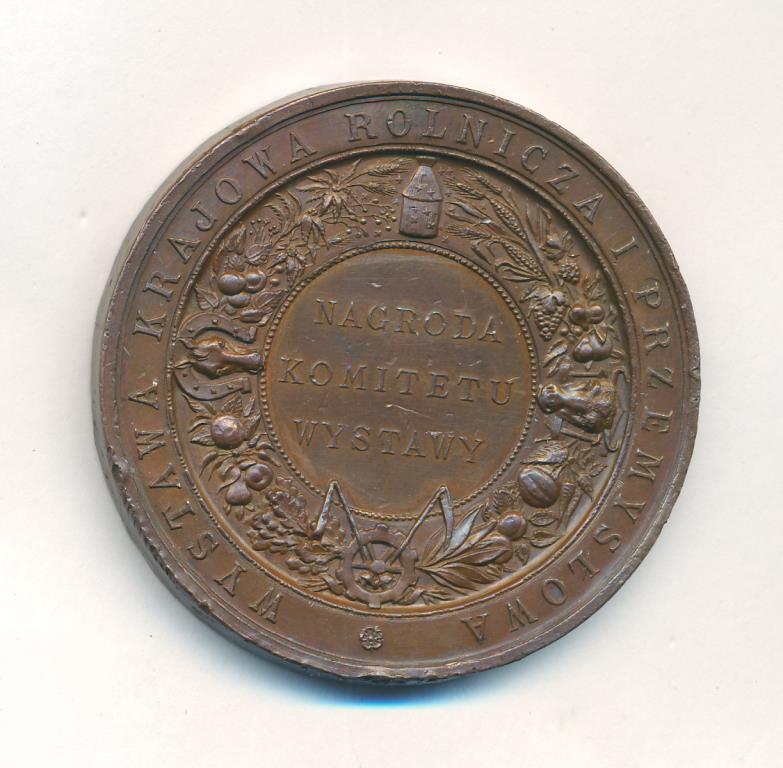 WYSTAWA KRAJOWA ROLNICZA I PRZEMYSŁOWA
NAGRODA
KOMITETU
WYSTAWY